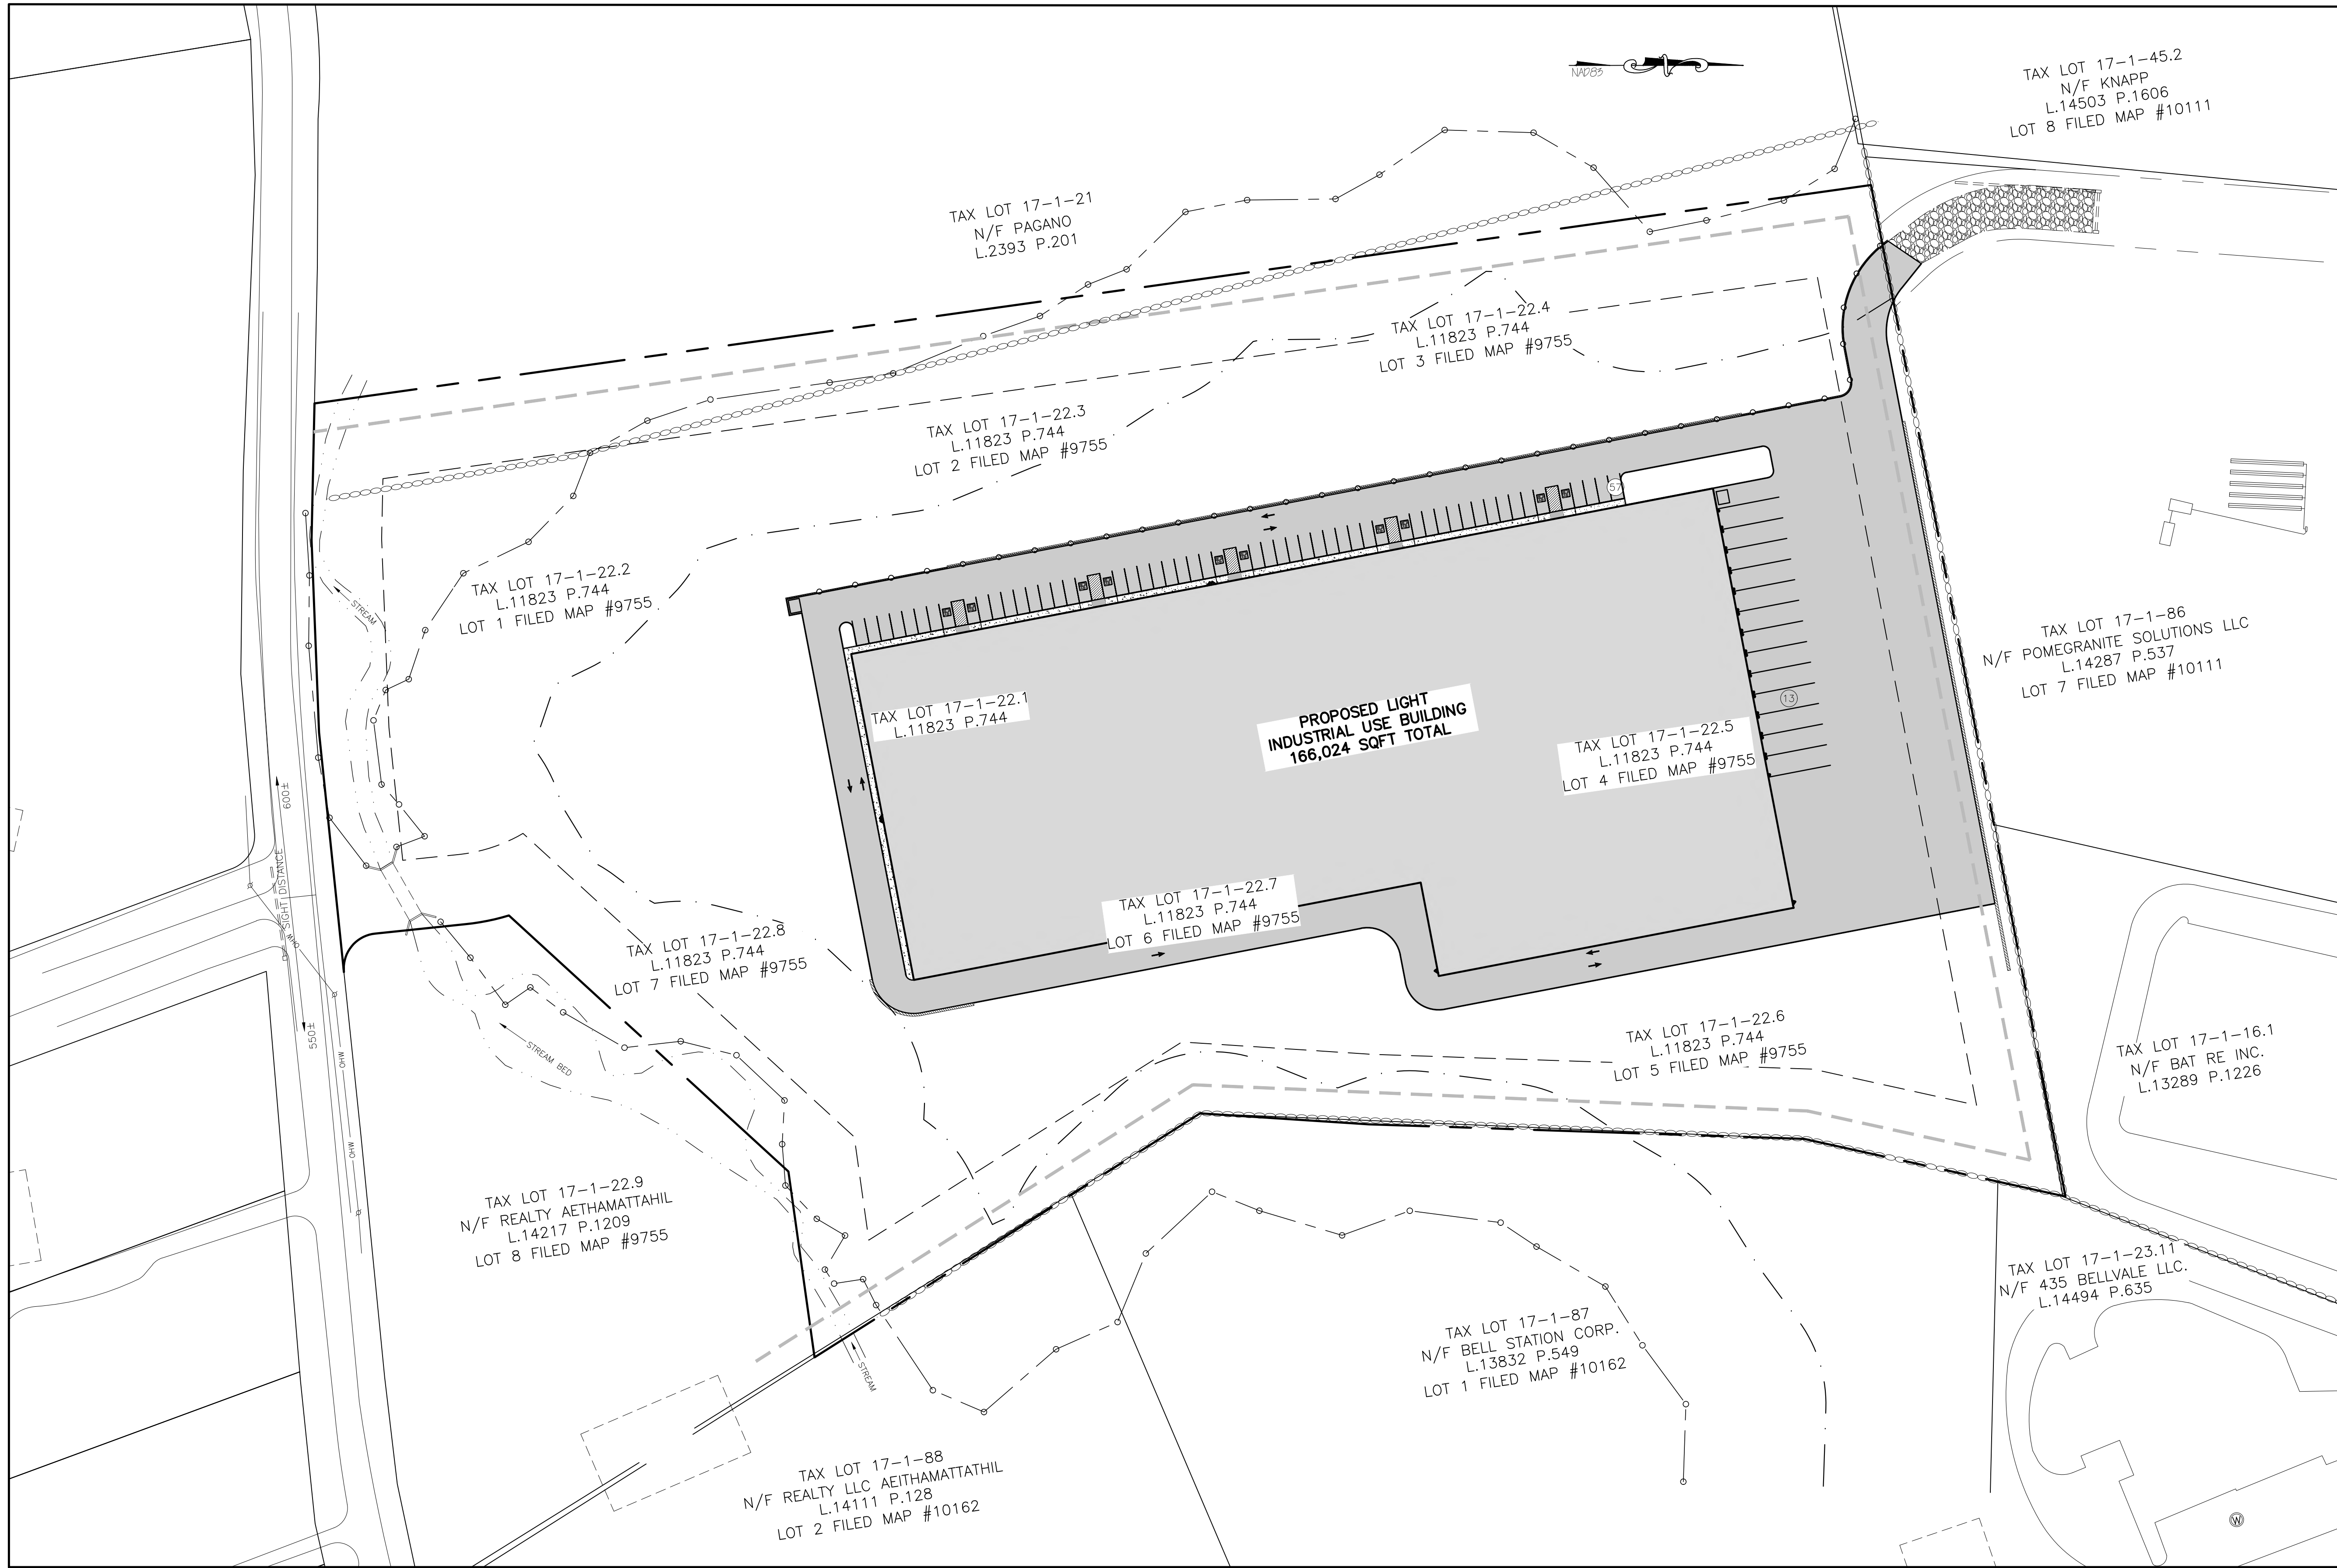 NAD83
TAX LOT 17-1-45.2
N/F KNAPP
L.14503 P.1606
LOT 8 FILED MAP #10111
TAX LOT 17-1-21
N/F PAGANO
L.2393 P.201
TAX LOT 17-1-22.4
L.11823 P.744
LOT 3 FILED MAP #9755
TAX LOT 17-1-22.3
L.11823 P.744
LOT 2 FILED MAP #9755
57
TAX LOT 17-1-22.2
L.11823 P.744
LOT 1 FILED MAP #9755
STREAM
TAX LOT 17-1-86
N/F POMEGRANITE SOLUTIONS LLC
L.14287 P.537
LOT 7 FILED MAP #10111
TAX LOT 17-1-22.1
L.11823 P.744
PROPOSED LIGHT
INDUSTRIAL USE BUILDING
166,024 SQFT TOTAL
13
TAX LOT 17-1-22.5
L.11823 P.744
LOT 4 FILED MAP #9755
600±
SIGHT DISTANCE
550±
OHW
OHW
OHW
TAX LOT 17-1-22.7
L.11823 P.744
LOT 6 FILED MAP #9755
TAX LOT 17-1-22.8
L.11823 P.744
LOT 7 FILED MAP #9755
STREAM BED
TAX LOT 17-1-22.6
L.11823 P.744
LOT 5 FILED MAP #9755
TAX LOT 17-1-16.1
N/F BAT RE INC.
L.13289 P.1226
TAX LOT 17-1-22.9
N/F REALTY AETHAMATTAHIL
L.14217 P.1209
LOT 8 FILED MAP #9755
TAX LOT 17-1-23.11
N/F 435 BELLVALE LLC.
L.14494 P.635
STREAM
TAX LOT 17-1-87
N/F BELL STATION CORP.
L.13832 P.549
LOT 1 FILED MAP #10162
TAX LOT 17-1-88
N/F REALTY LLC AEITHAMATTATHIL
L.14111 P.128
LOT 2 FILED MAP #10162
W